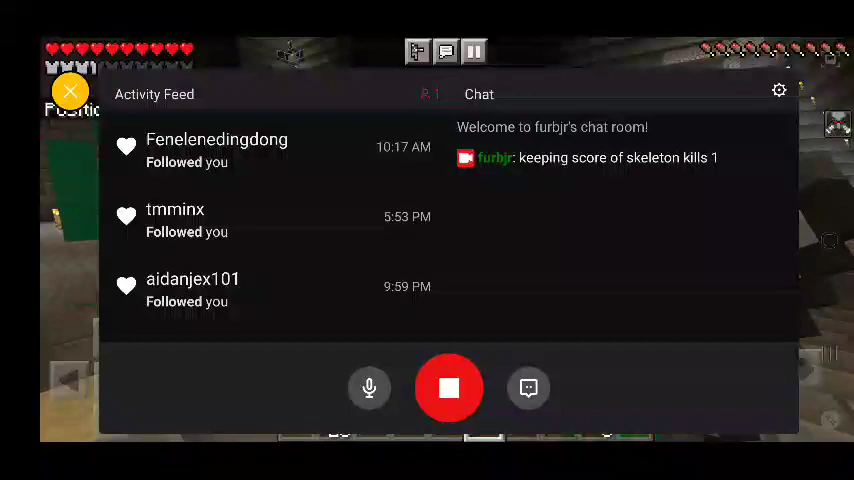 Activity Feed
1
Chat
Positio
Fenelenedingdong
Followed you
10:17 AM
tmminx
Followed you
5:53 PM
aidanjex101
Followed you
9:59 PM
Welcome to furbjr's chat room!
furbjr: keeping score of skeleton kills 1